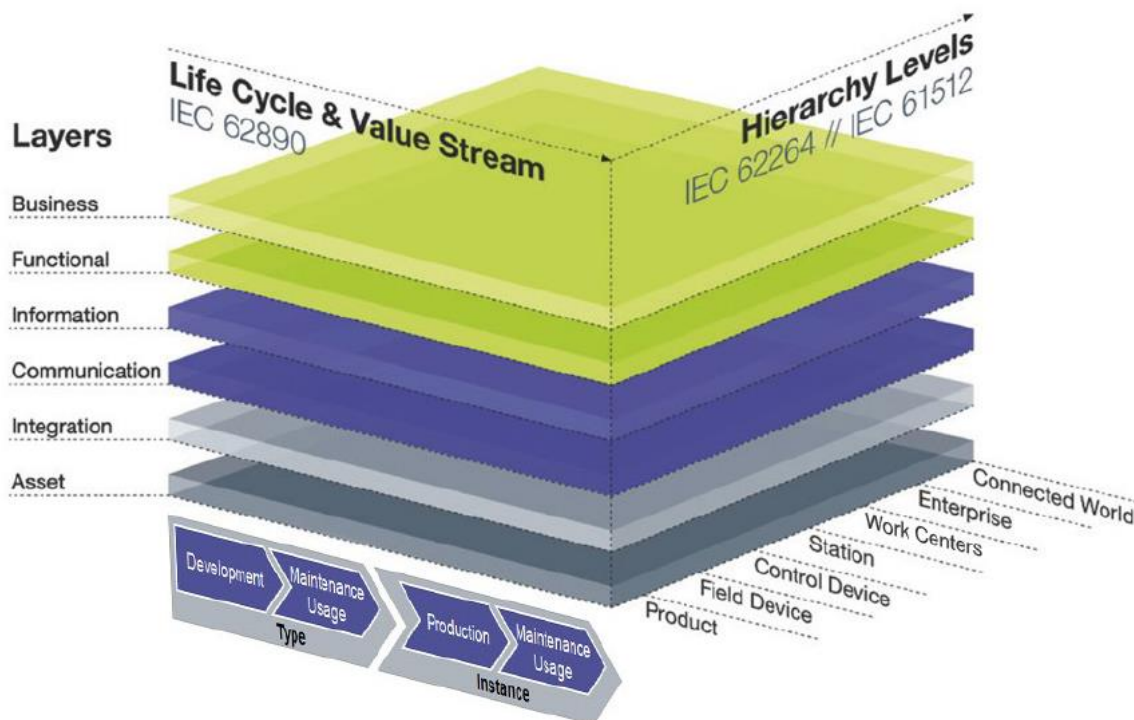 Life Cycle & Value Stream
IEC 62890
Hierarchy Levels
IEC 62264 // IEC 61512
Layers
Business
Functional
Information
Communication
Integration
Asset
Connected World
Enterprise
Work Centers
Station
Control Device
Field Device
Product
Development
Maintenance
Usage
Type
Production
Maintenance
Usage
Instance